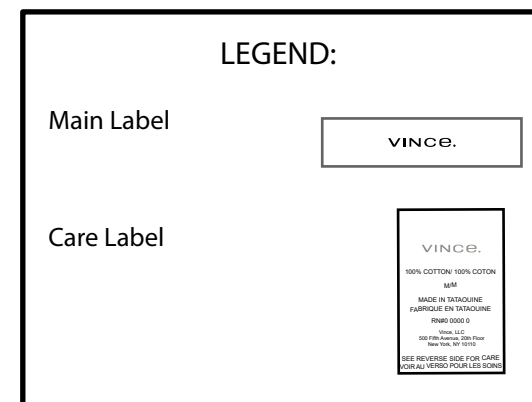 LEGEND:
Main Label
VINCE.
Care Label
VINCE.
100% COTTON/ 100% COTON
M/M
MADE IN TATAOUINE
FABRIQUE EN TATAOUINE
RN#0 0000 0
Vince, LLC
500 Fifth Avenue, 20th Floor
New York, NY 10110
SEE REVERSE SIDE FOR CARE
VOIR AU VERSO POUR LES SOINS